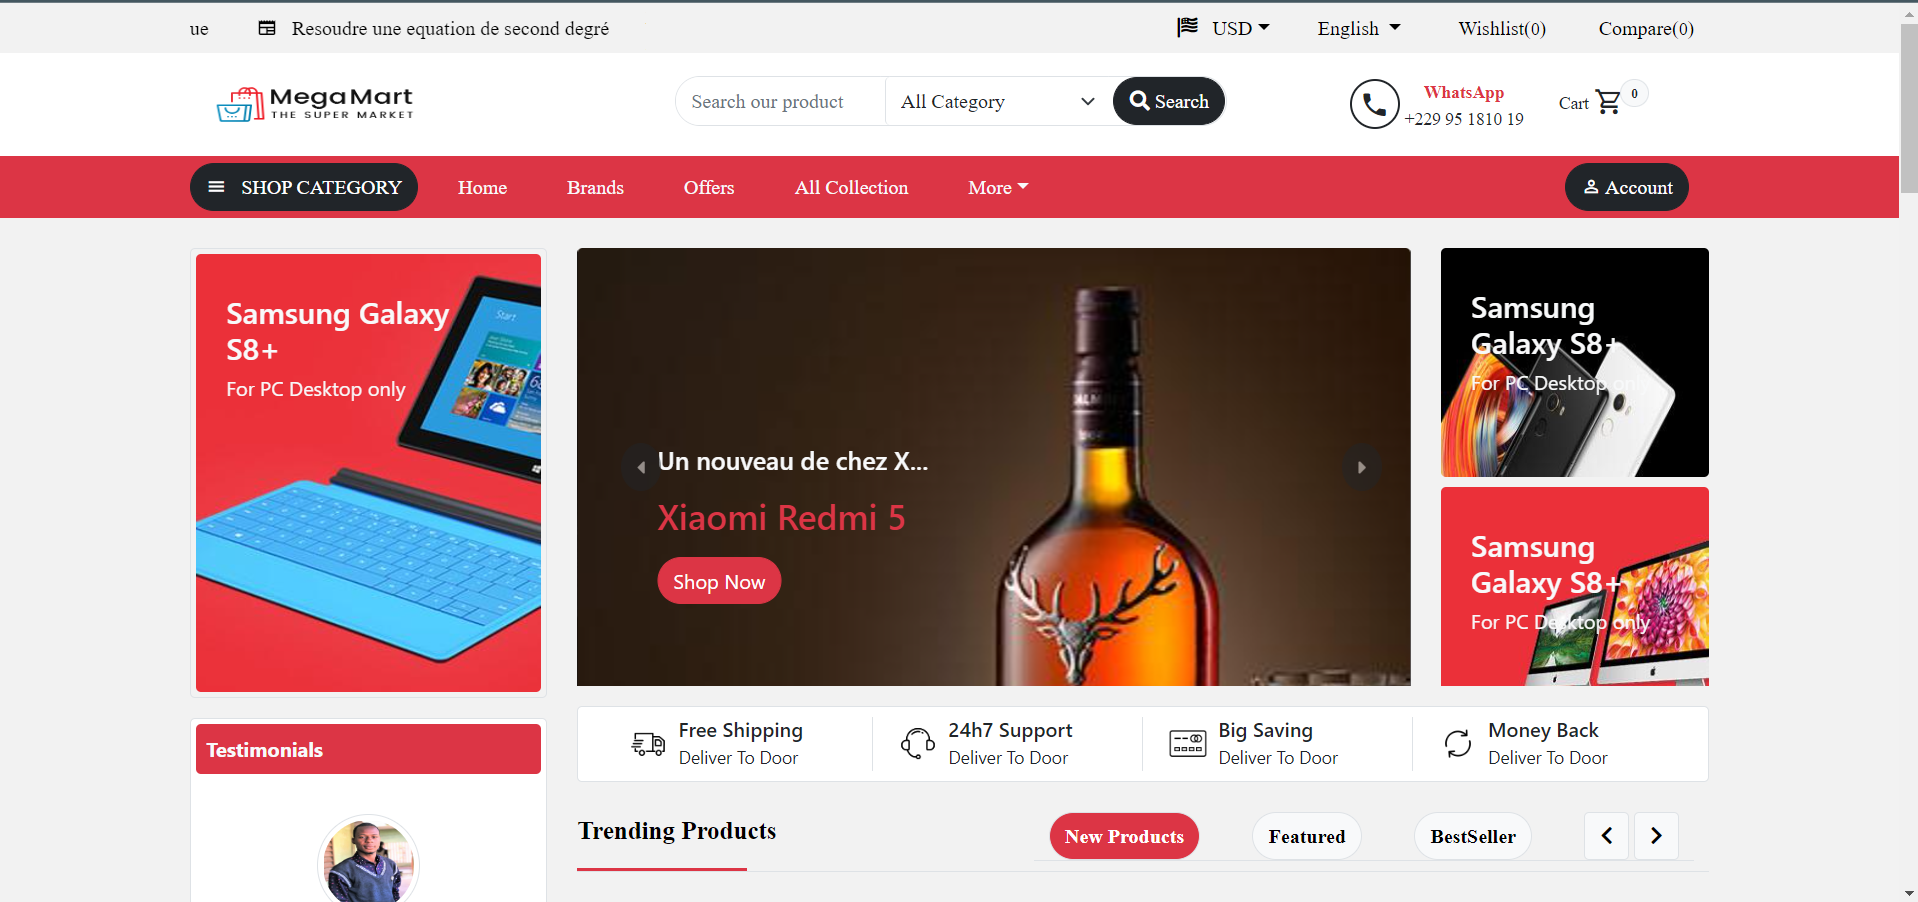 ue
Resoudre une equation de second degré
USD
English
Wishlist(0)
Compare(0)
MegaMart
THE SUPER MARKET
Search our product
All Category
Search
WhatsApp
+229 95 1810 19
Cart
0
SHOP CATEGORY
Home
Brands
Offers
All Collection
More
Account
Samsung Galaxy
S8+
For PC Desktop only
Start
Un nouveau de chez X...
Xiaomi Redmi 5
Shop Now
Samsung
Galaxy S8+
For PC Desktop only
Samsung
Galaxy S8+
For PC Desktop only
Free Shipping
Deliver To Door
24h7 Support
Deliver To Door
Big Saving
Deliver To Door
Money Back
Deliver To Door
Testimonials
Trending Products
New Products
Featured
BestSeller